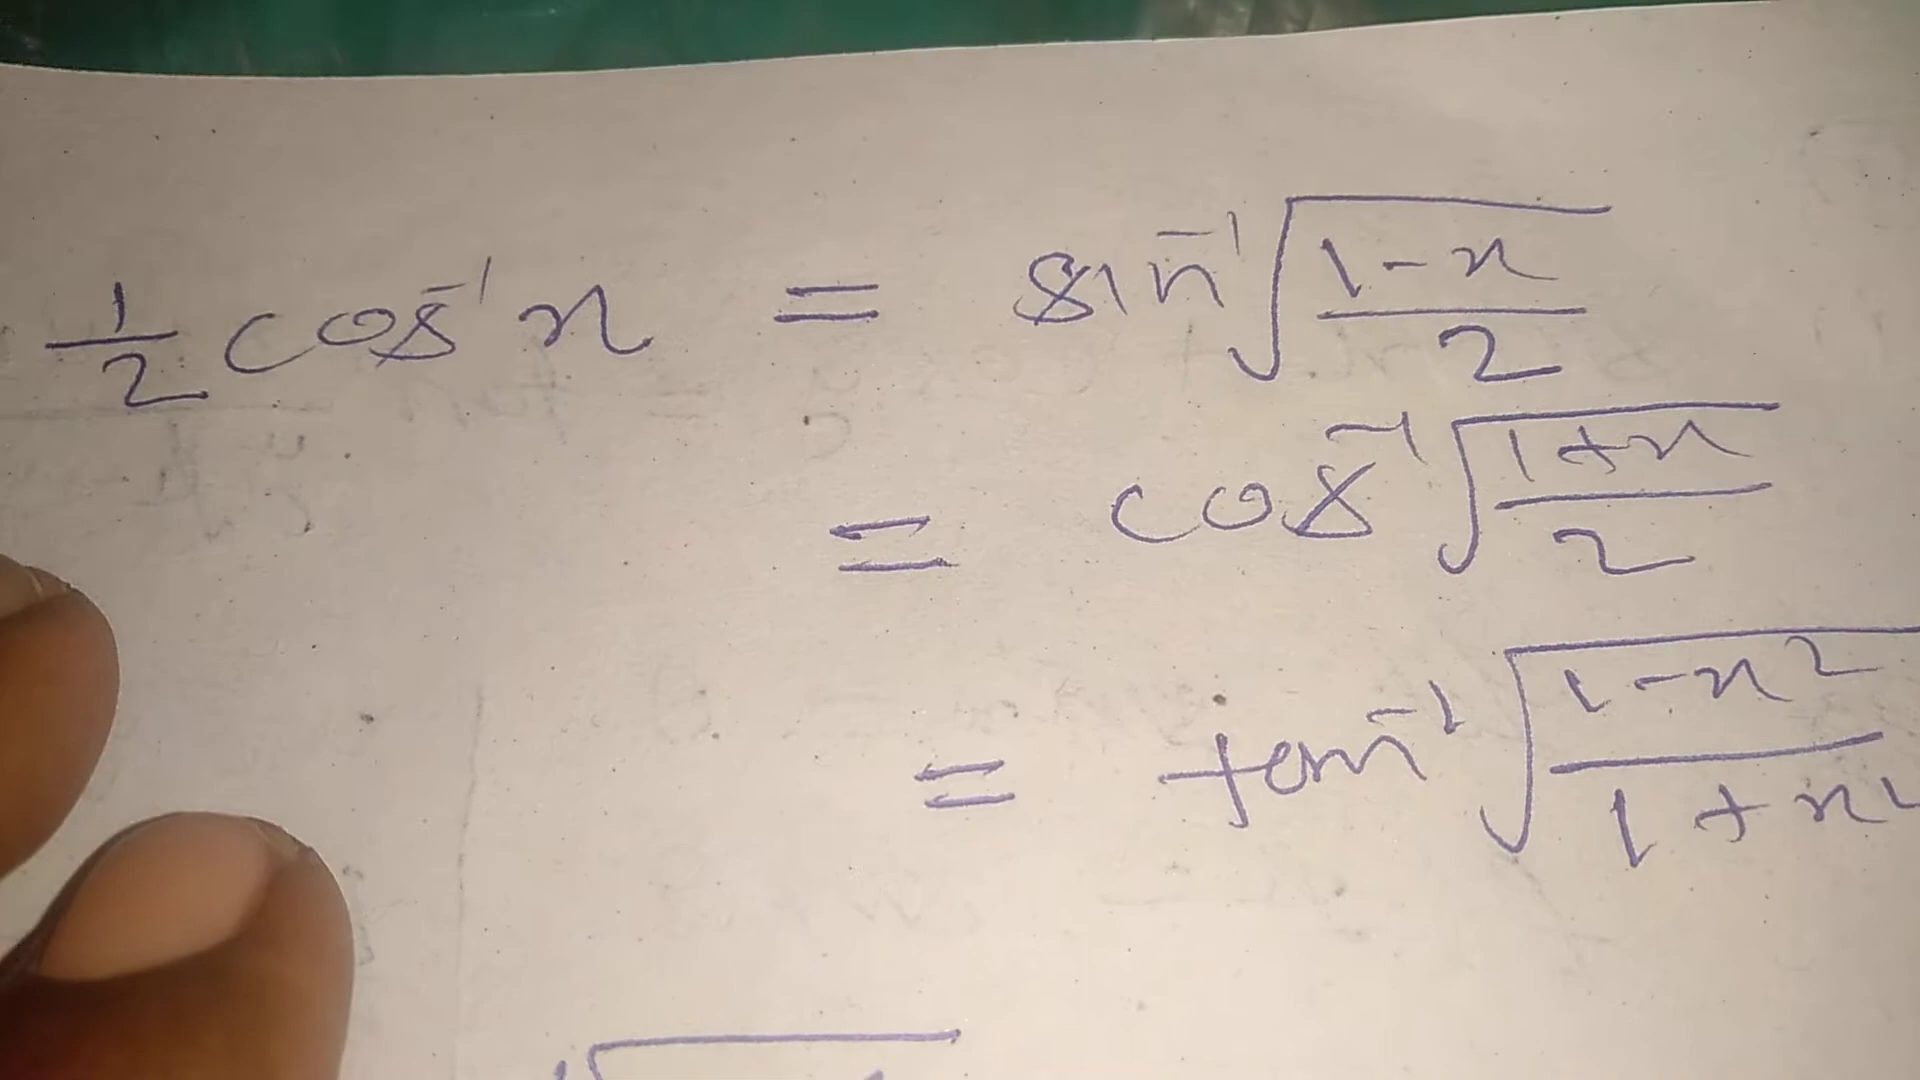 1/2 cos⁻¹ x = sin⁻¹ √((1-x)/2)
= cos⁻¹ √((1+x)/2)
= tan⁻¹ √((1-x²)/(1+x²))